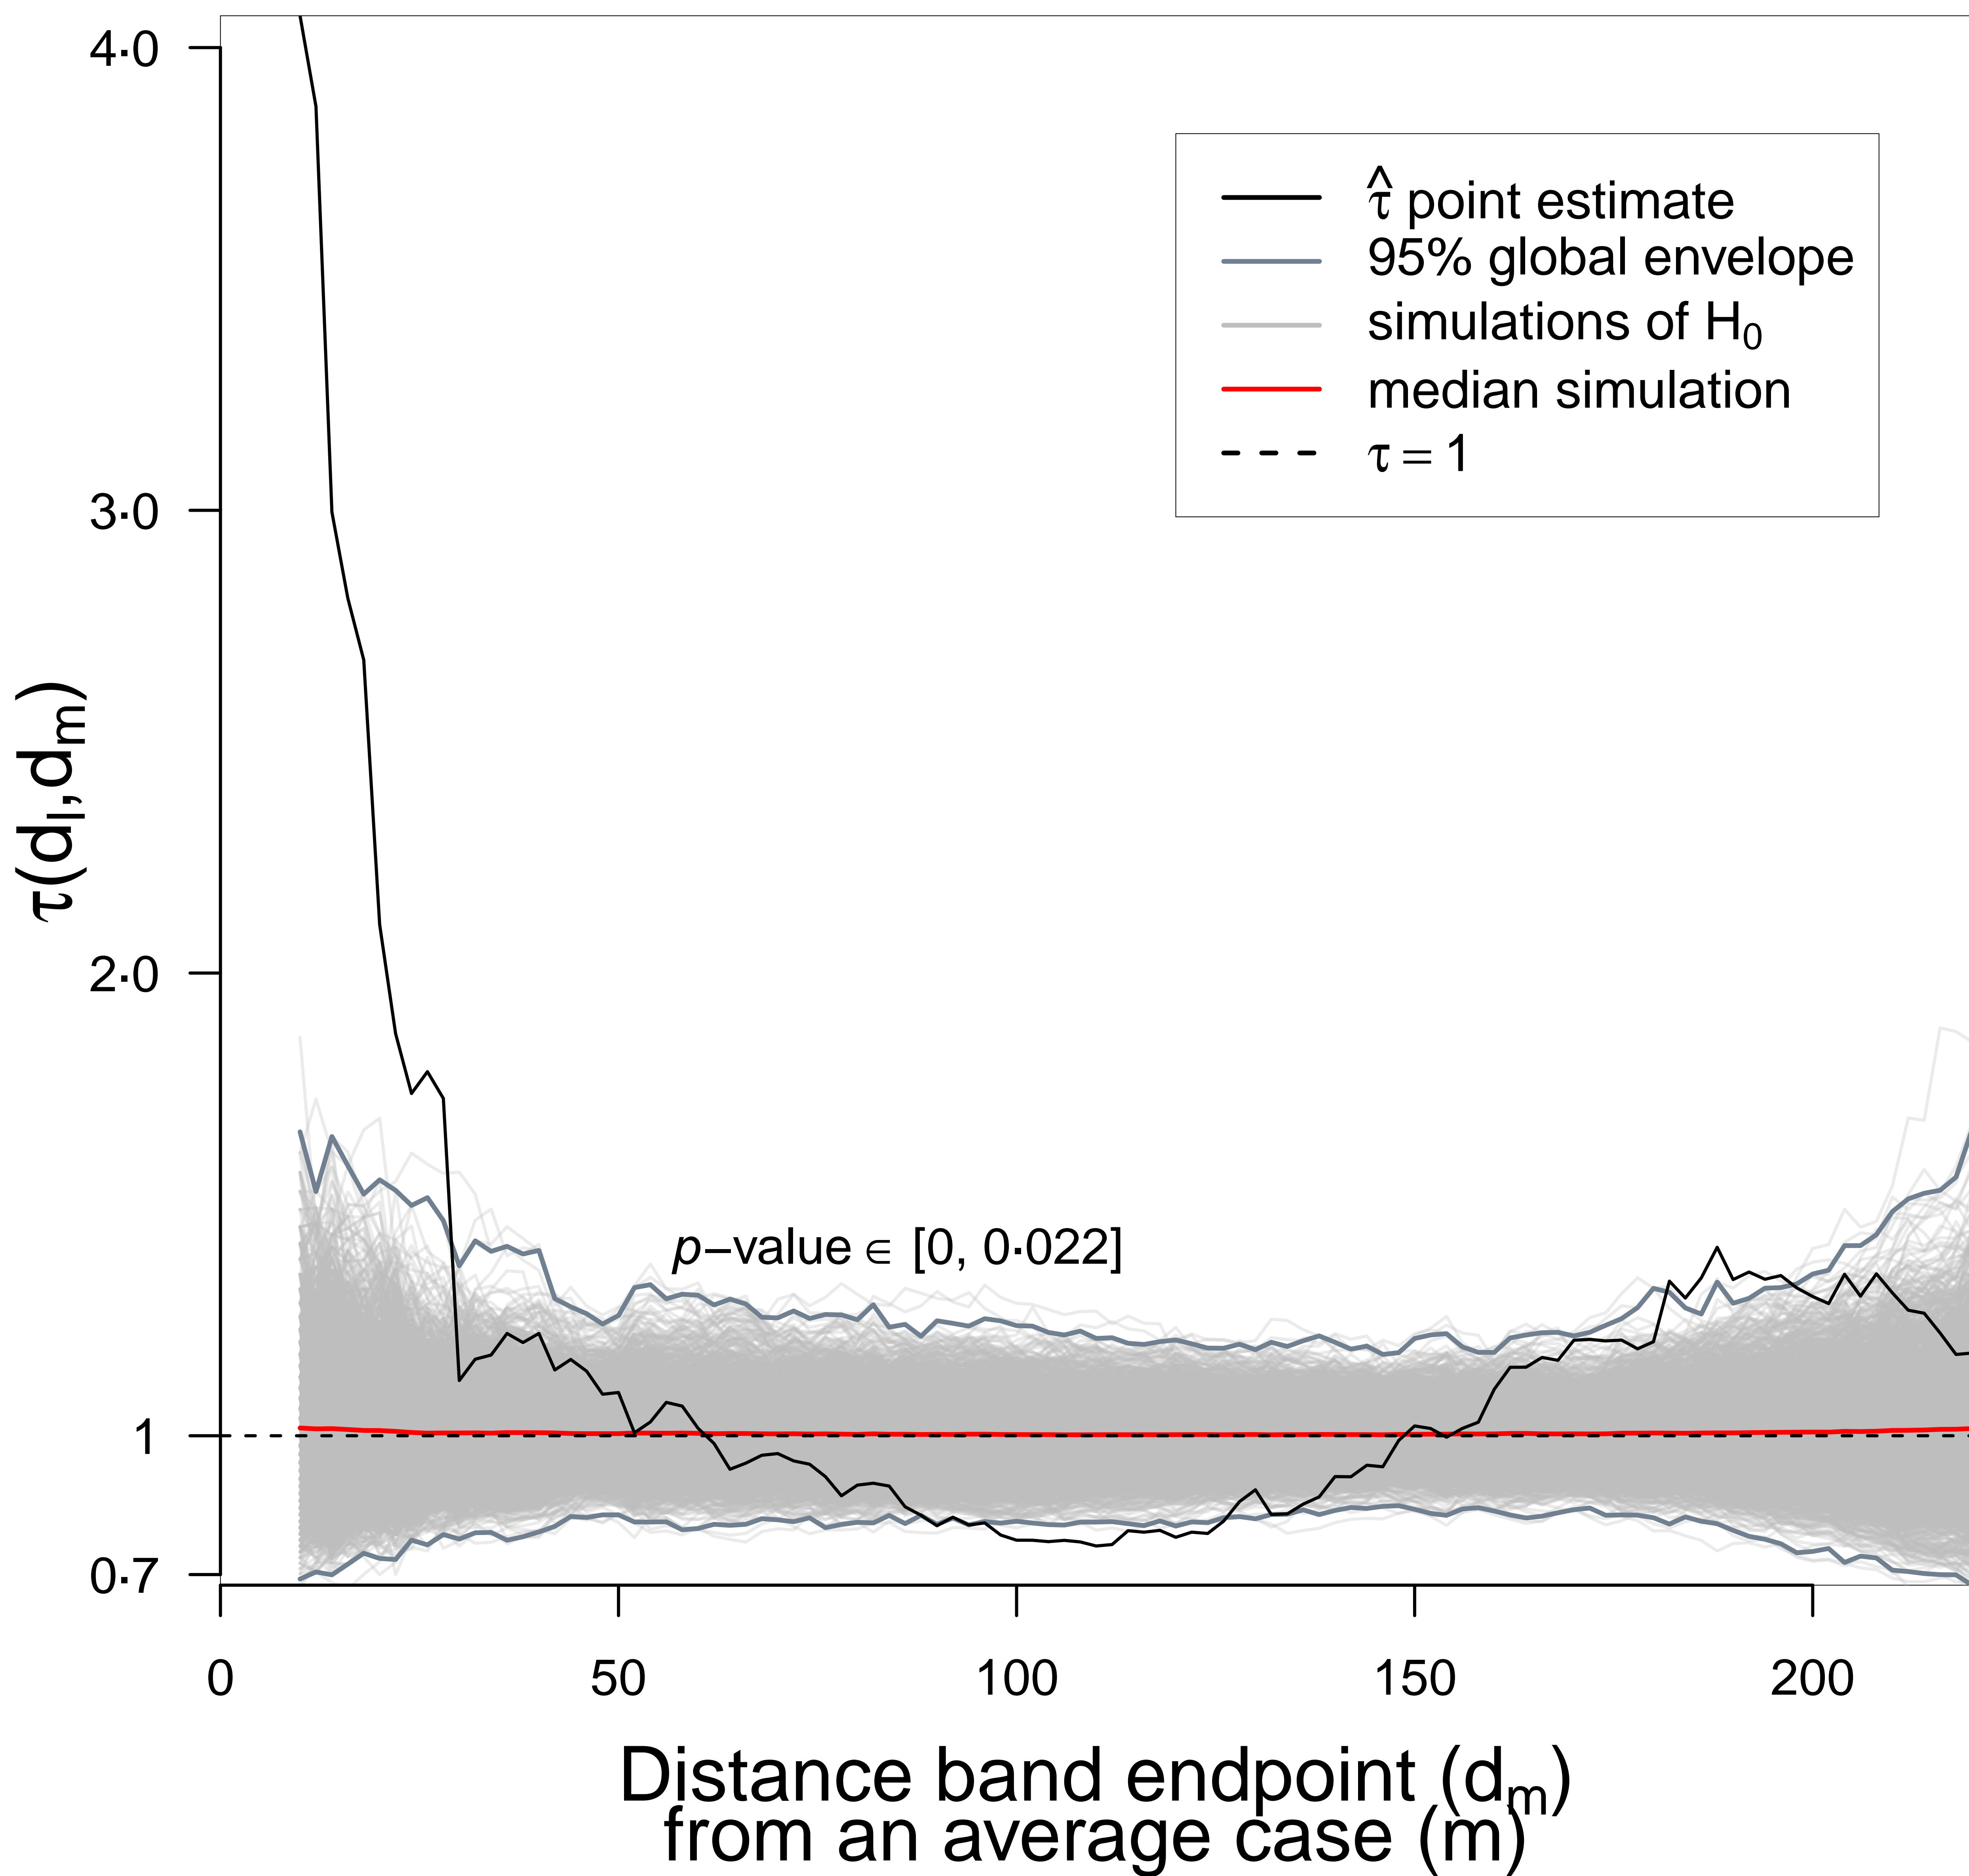 4·0
3·0
2·0
1
0·7
τ(dₗ,dₘ)
τ̂ point estimate
95% global envelope
simulations of H₀
median simulation
τ = 1
p−value ∈ [0, 0·022]
0 50 100 150 200
Distance band endpoint (dₘ)
from an average case (m)